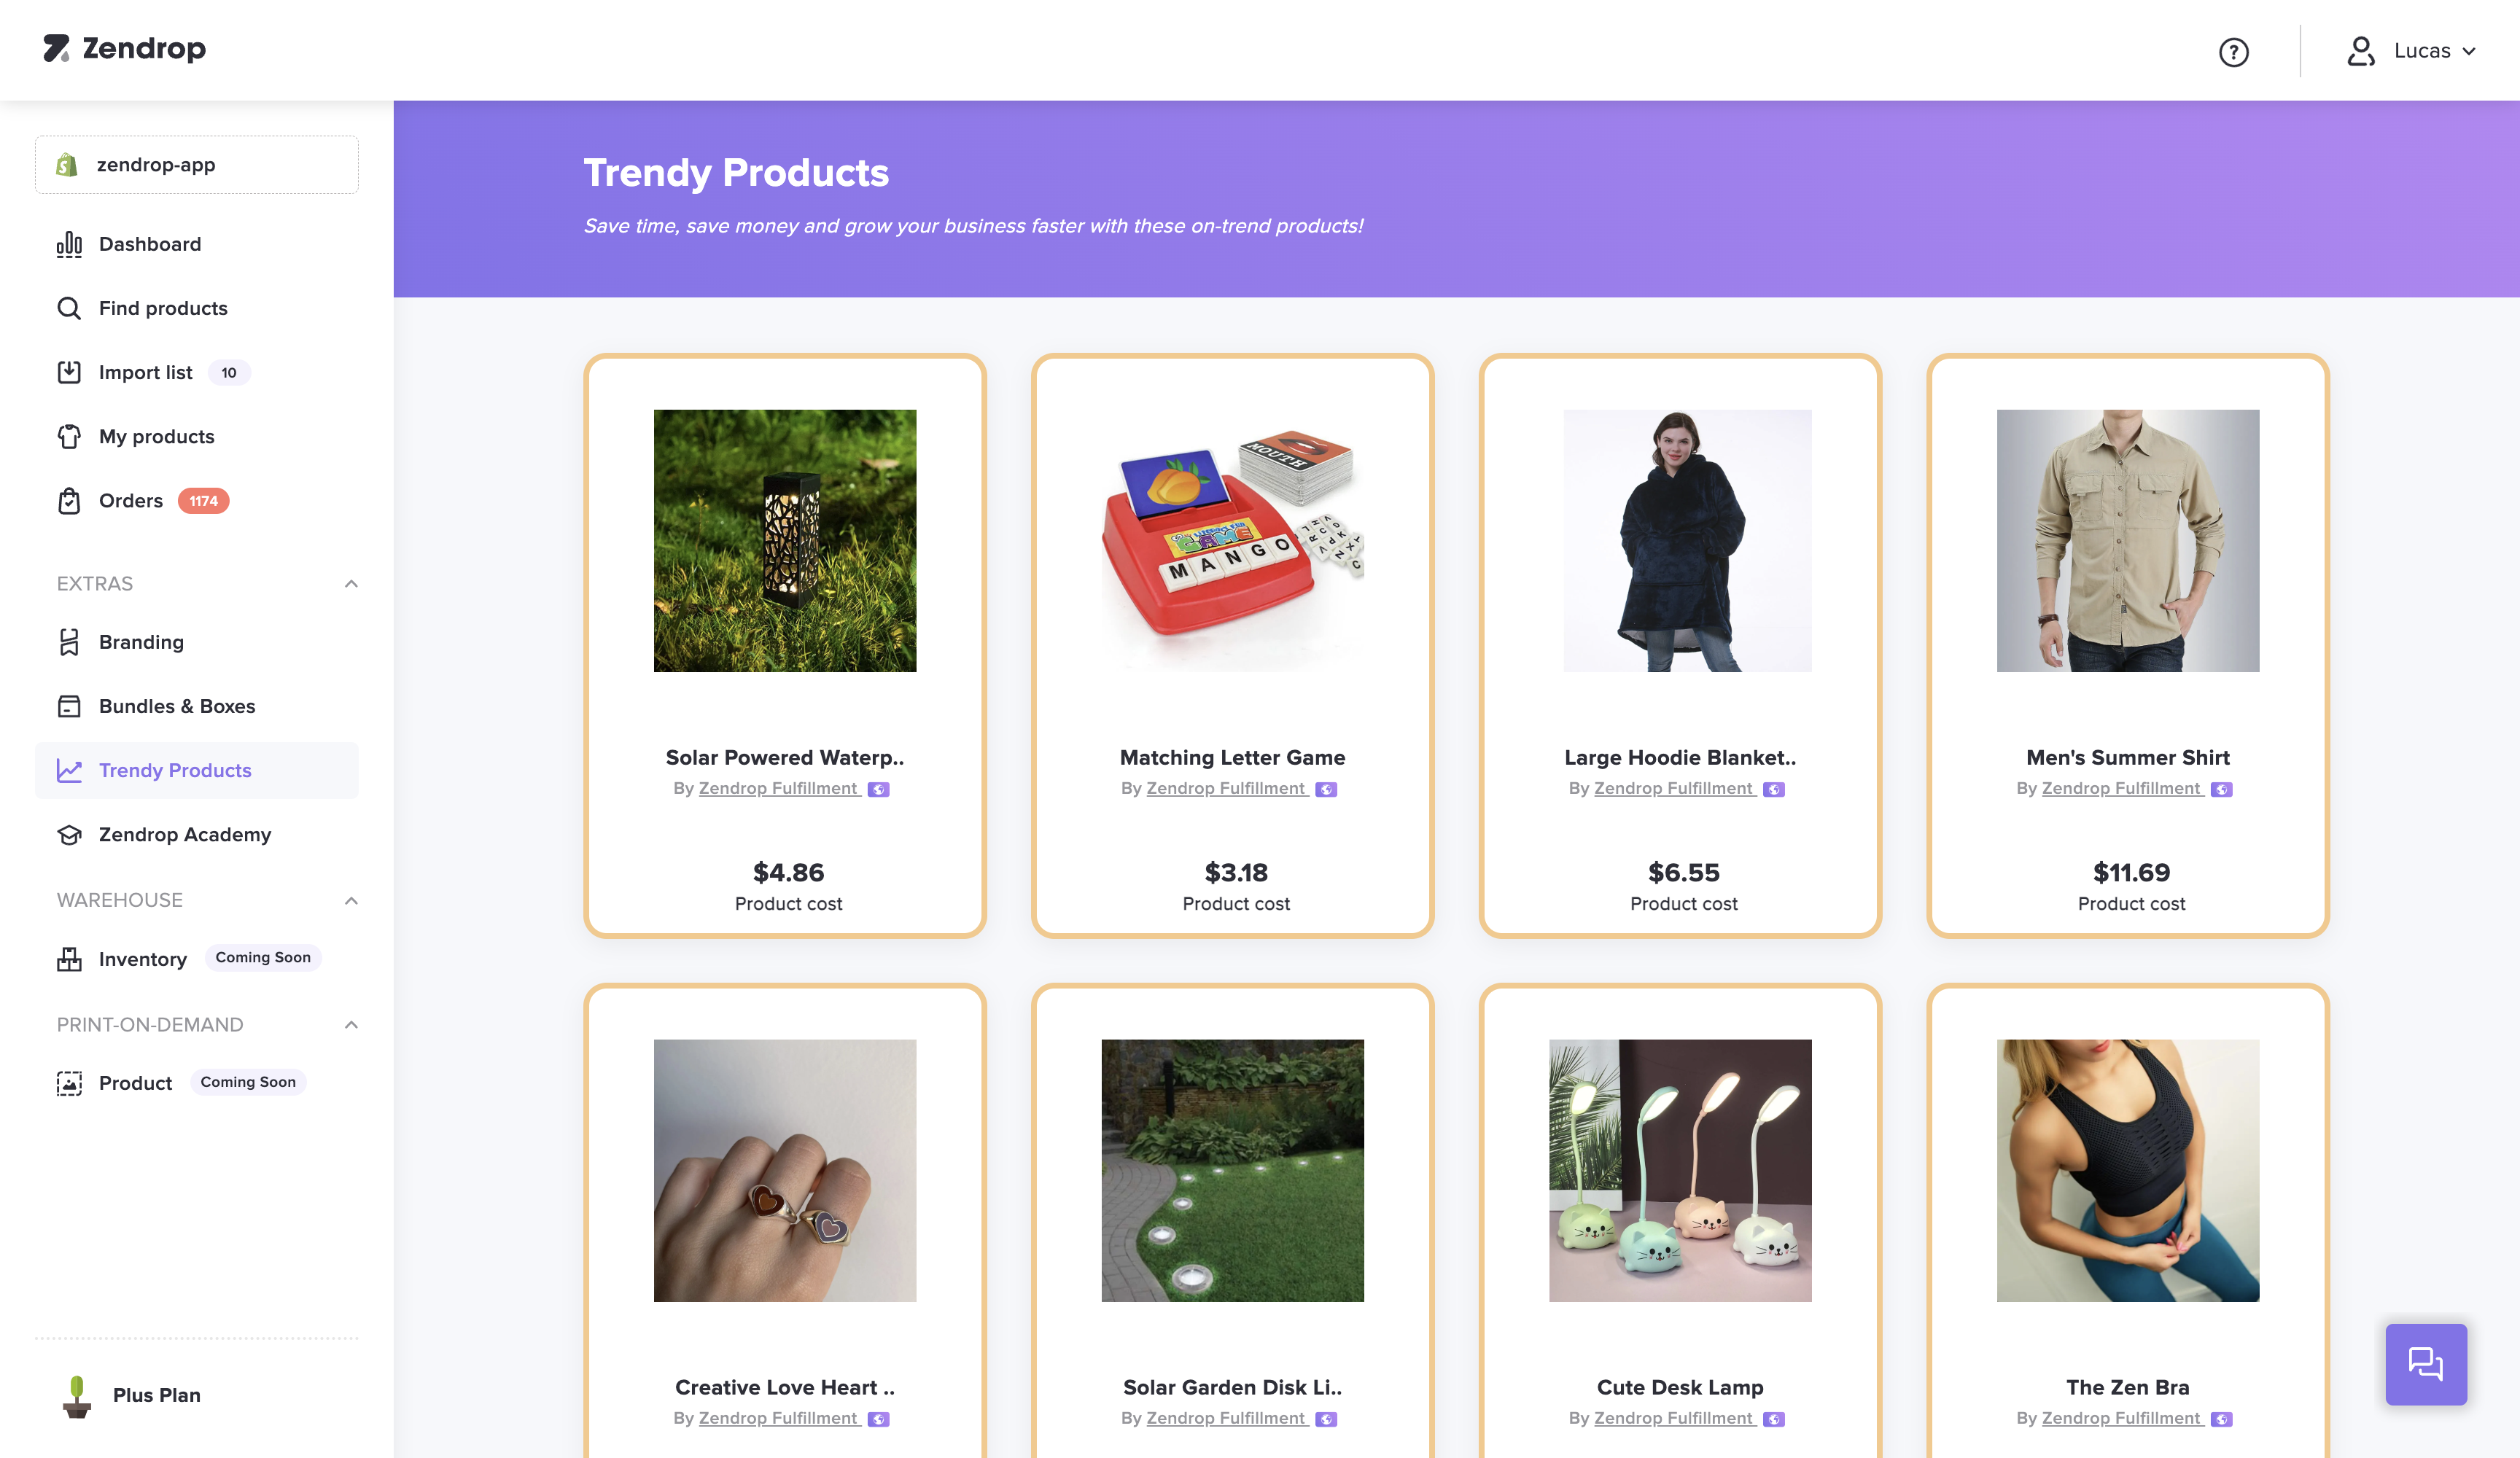 Zendrop
Lucas
zendrop-app
Dashboard
Find products
Import list 10
My products
Orders 1174
EXTRAS
Branding
Bundles & Boxes
Trendy Products
Zendrop Academy
WAREHOUSE
Inventory Coming Soon
PRINT-ON-DEMAND
Product Coming Soon
Plus Plan
Trendy Products
Save time, save money and grow your business faster with these on-trend products!
Solar Powered Waterp..
By Zendrop Fulfillment
$4.86
Product cost
MOUTH
GAME
MANGO
Matching Letter Game
By Zendrop Fulfillment
$3.18
Product cost
Large Hoodie Blanket..
By Zendrop Fulfillment
$6.55
Product cost
Men's Summer Shirt
By Zendrop Fulfillment
$11.69
Product cost
Creative Love Heart ..
By Zendrop Fulfillment
Solar Garden Disk Li..
By Zendrop Fulfillment
Cute Desk Lamp
By Zendrop Fulfillment
The Zen Bra
By Zendrop Fulfillment